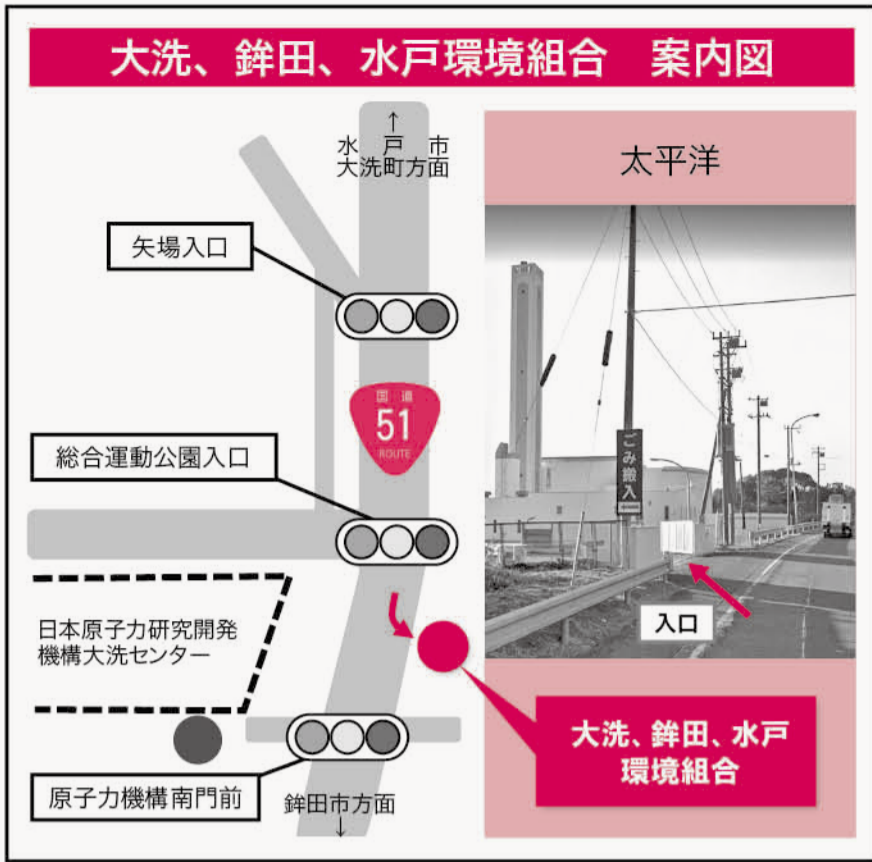 大洗、鉾田、水戸環境組合　案内図
↑
水戸市
大洗町方面
太平洋
矢場入口
国道
51
ROUTE
ごみ搬入
総合運動公園入口
入口
日本原子力研究開発
機構大洗センター
大洗、鉾田、水戸
環境組合
原子力機構南門前
鉾田市方面
↓